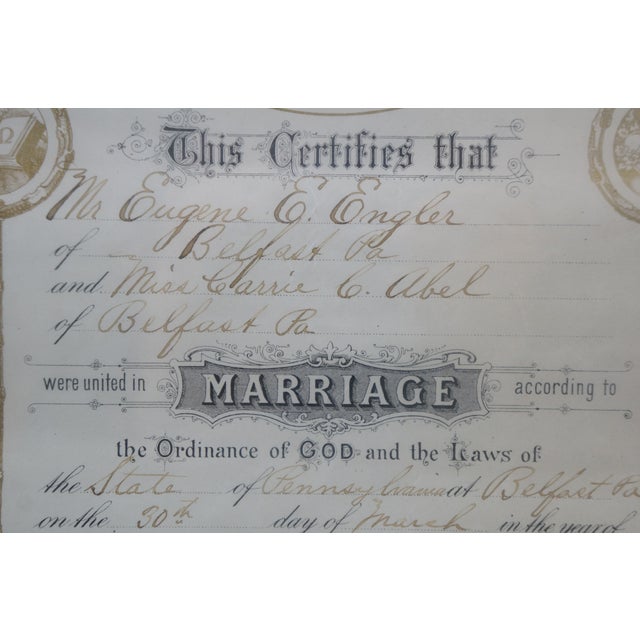 This Certifies that
Mr Eugene E. Engler
of Belfast Pa
and Miss Carrie C. Abel
of Belfast Pa
were united in MARRIAGE according to
the Ordinance of GOD and the Laws of
the State of Pennsylvania at Belfast Pa
on the 30th day of March in the year of